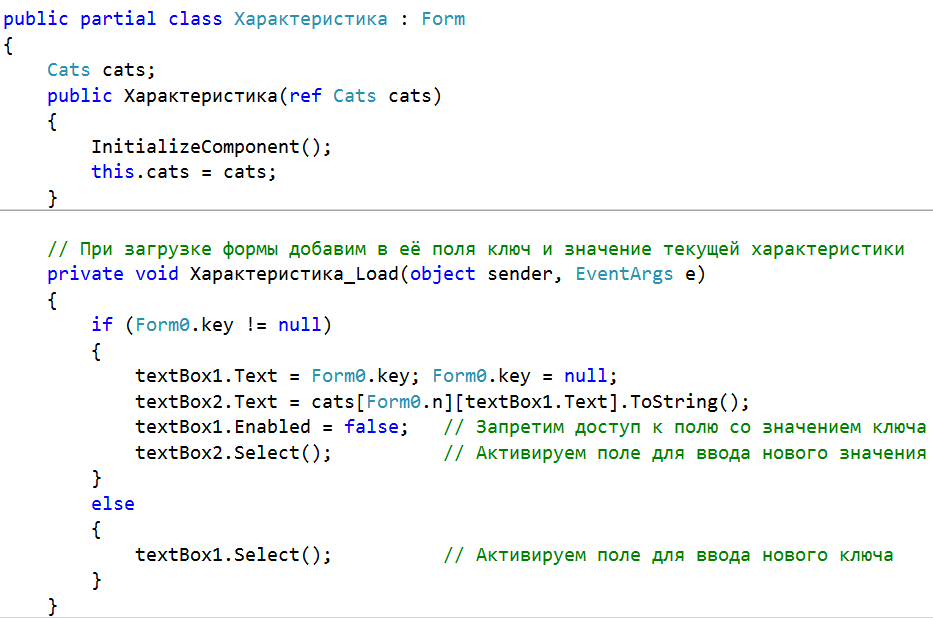 public partial class Характеристика : Form
{
    Cats cats;
    public Характеристика(ref Cats cats)
    {
        InitializeComponent();
        this.cats = cats;
    }
    // При загрузке формы добавим в её поля ключ и значение текущей характеристики
    private void Характеристика_Load(object sender, EventArgs e)
    {
        if (Form0.key != null)
        {
            textBox1.Text = Form0.key; Form0.key = null;
            textBox2.Text = cats[Form0.n][textBox1.Text].ToString();
            textBox1.Enabled = false;   // Запретим доступ к полю со значением ключа
            textBox2.Select();          // Активируем поле для ввода нового значения
        }
        else
        {
            textBox1.Select();          // Активируем поле для ввода нового ключа
        }
    }